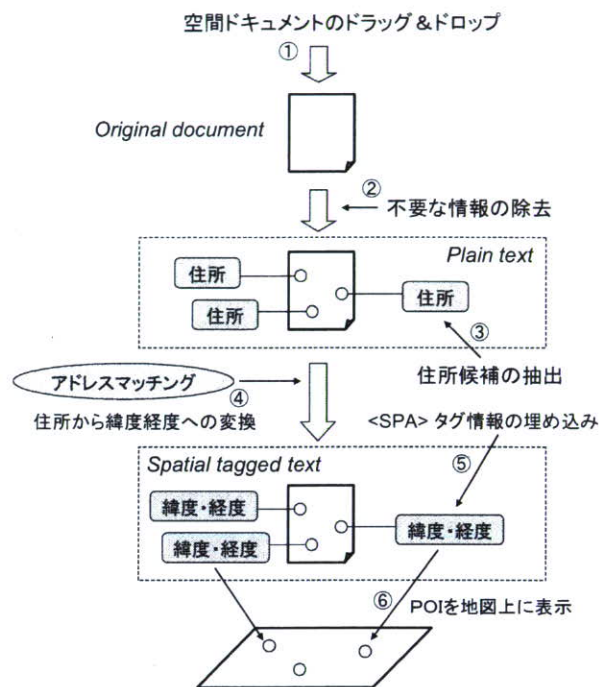 空間ドキュメントのドラッグ&ドロップ
①
Original document
②
不要な情報の除去
Plain text
住所
住所
住所
③
住所候補の抽出
アドレスマッチング
④
住所から緯度経度への変換
<SPA> タグ情報の埋め込み
⑤
Spatial tagged text
緯度・経度
緯度・経度
緯度・経度
⑥
POIを地図上に表示